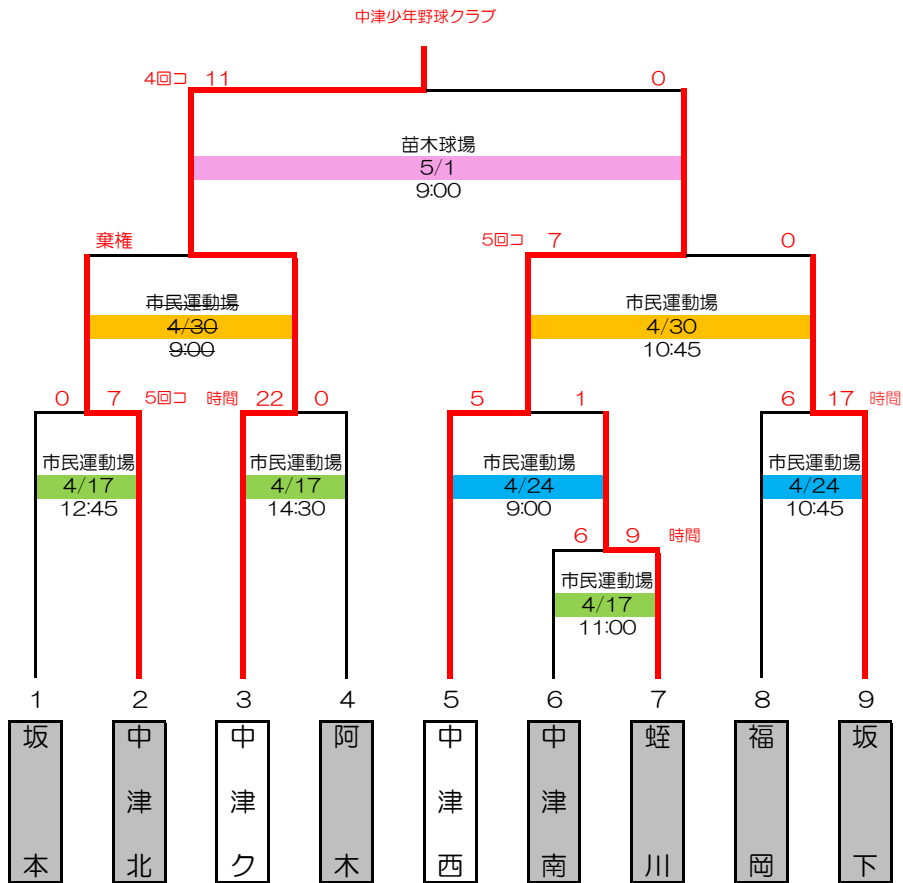 中津少年野球クラブ
4回コ 11 0
苗木球場
5/1
9:00
棄権 5回コ 7 0
市民運動場 市民運動場
4/30 4/30
9:00 10:45
0 7 5回コ 時間 22 0 5 1 6 17 時間
市民運動場 市民運動場 市民運動場 市民運動場
4/17 4/17 4/24 4/24
12:45 14:30 9:00 10:45
6 9 時間
市民運動場
4/17
11:00
1 2 3 4 5 6 7 8 9
坂本
中津北
中津ク
阿木
中津西
中津南
蛭川
福岡
坂下